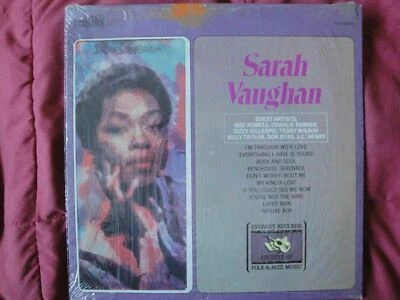 Sarah
Vaughan
GUEST ARTISTS:
BUD POWELL, CHARLIE PARKER,
DIZZY GILLESPIE, TEDDY WILSON
BILLY TAYLOR, DON BYAS, J.C. HEARD
I'M THROUGH WITH LOVE
EVERYTHING I HAVE IS YOURS
BODY AND SOUL
PENTHOUSE SERENADE
DON'T WORRY 'BOUT ME
MY KINDA LOVE
IF YOU COULD SEE ME NOW
YOU'RE NOT THE KIND
LOVER MAN
NATURE BOY
EVEREST RECORDS
ARCHIVE OF
FOLK & JAZZ MUSIC